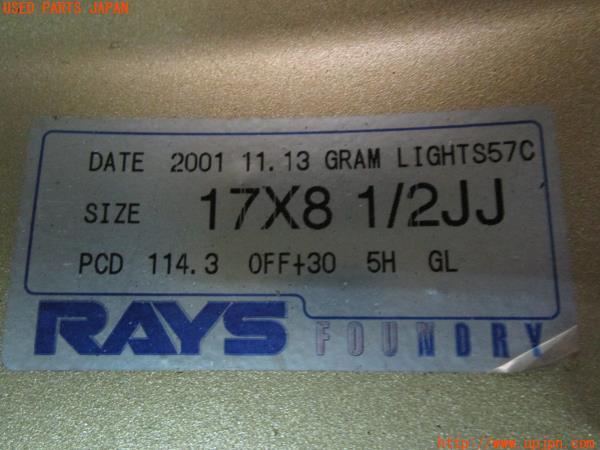 USED PARTS JAPAN
DATE 2001 11.13 GRAM LIGHTS57C
SIZE 17X8 1/2JJ
PCD 114.3 OFF+30 5H GL
RAYS FOUNDRY
http://www.upjpn.com